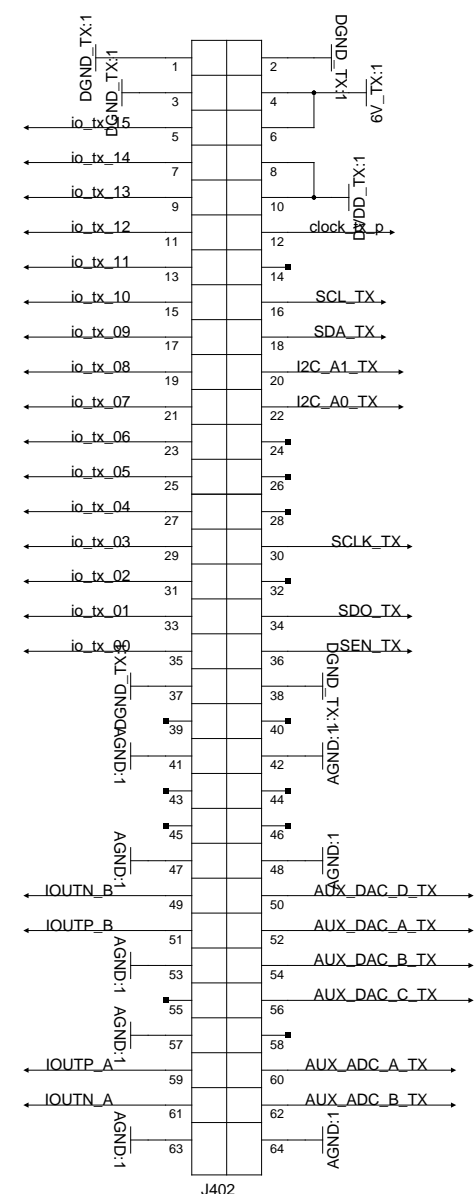 DGND_TX:1 1 2 DGND_TX:1
DGND_TX:1 3 4 6V_TX:1
io_tx_15 5 6
io_tx_14 7 8
io_tx_13 9 10 DVDD_TX:1
io_tx_12 11 12 clock_tx_p
io_tx_11 13 14
io_tx_10 15 16 SCL_TX
io_tx_09 17 18 SDA_TX
io_tx_08 19 20 I2C_A1_TX
io_tx_07 21 22 I2C_A0_TX
io_tx_06 23 24
io_tx_05 25 26
io_tx_04 27 28
io_tx_03 29 30 SCLK_TX
io_tx_02 31 32
io_tx_01 33 34 SDO_TX
io_tx_00 35 36 SEN_TX
DGND_TX:1 37 38 DGND_TX:1
39 40
AGND:1 41 42 AGND:1
43 44
45 46
AGND:1 47 48 AGND:1
IOUTN_B 49 50 AUX_DAC_D_TX
IOUTP_B 51 52 AUX_DAC_A_TX
AGND:1 53 54 AUX_DAC_B_TX
55 56 AUX_DAC_C_TX
AGND:1 57 58
IOUTP_A 59 60 AUX_ADC_A_TX
IOUTN_A 61 62 AUX_ADC_B_TX
AGND:1 63 64 AGND:1
J402